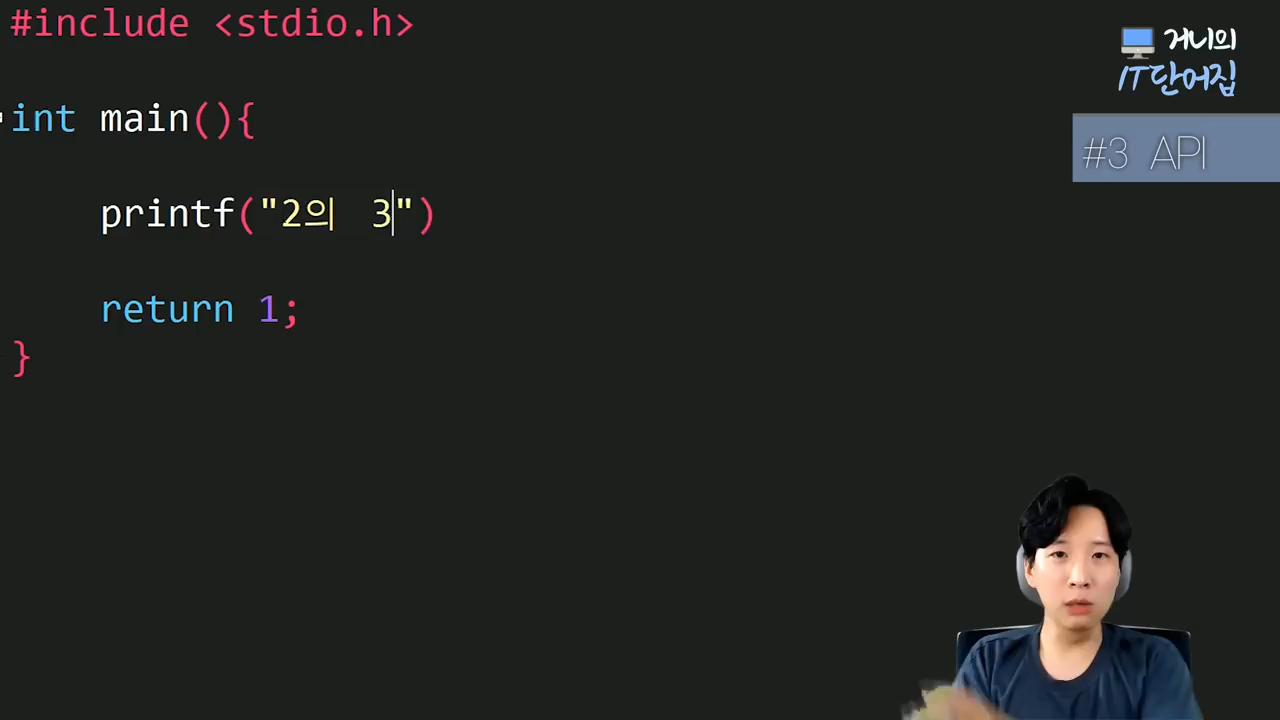 #include <stdio.h>
int main(){
printf("2의 3")
return 1;
}
거니의
IT단어집
#3 API